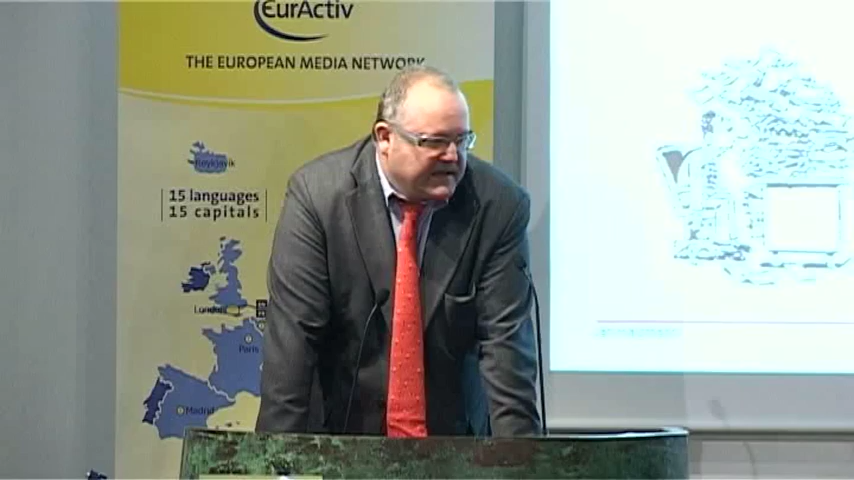 EurActiv
THE EUROPEAN MEDIA NETWORK
Reykjavik
15 languages
15 capitals
London
Paris
Madrid